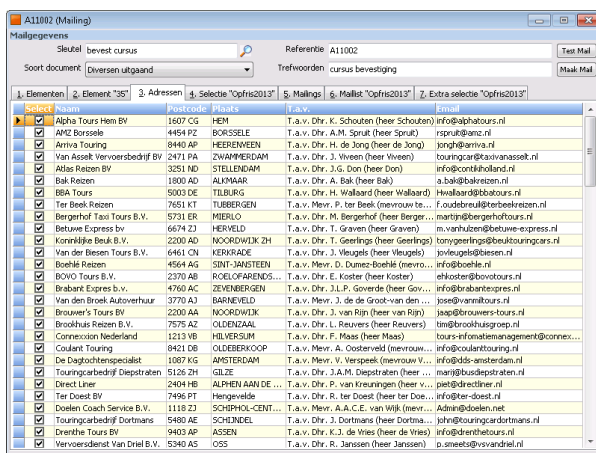 A11002 (Mailing)
Mailgegevens
Sleutel bevest cursus Referentie A11002 Test Mail
Soort document Diversen uitgaand Trefwoorden cursus bevestiging Maak Mail
1. Elementen 2. Element "35" 3. Adressen 4. Selectie "Opfris2013" 5. Mailings 6. Maillist "Opfris2013" 7. Extra selectie "Opfris2013"
Select Naam Postcode Plaats T.a.v. Email
Alpha Tours Hem BV 1607 CG HEM T.a.v. Dhr. K. Schouten (heer Schouten) info@alphatours.nl
AMZ Borssele 4454 PZ BORSSELE T.a.v. Dhr. A.M. Spruit (heer Spruit) rspruit@amz.nl
Arriva Touring 8440 AP HEERENVEEN T.a.v. Dhr. H. de Jong (heer de Jong) jongh@arriva.nl
Van Asselt Vervoersbedrijf BV 2471 PA ZWAMMERDAM T.a.v. Dhr. J. Viveen (heer Viveen) touringcar@taxivanasselt.nl
Atlas Reizen BV 3251 ND STELLENDAM T.a.v. Dhr. J.G. Don (heer Don) info@contikiholland.nl
Bak Reizen 1800 AD ALKMAAR T.a.v. Dhr. A. Bak (heer Bak) a.bak@bakreizen.nl
BBA Tours 5003 DE TILBURG T.a.v. Dhr. H. Wallaard (heer Wallaard) Hwallaard@bbatours.nl
Ter Beek Reizen 7651 KT TUBBERGEN T.a.v. Mevr. P. ter Beek (mevrouw te... f.oudebreuil@terbeekreizen.nl
Bergerhof Taxi Tours B.V. 5731 ER MIERLO T.a.v. Dhr. M. Bergerhof (heer Berger... martijn@bergerhoftours.nl
Betuwe Express bv 6674 ZJ HERVELD T.a.v. Dhr. T. Graven (heer Graven) m.vanhulzen@betuwe-express.nl
Koninklijke Beuk B.V. 2200 AD NOORDWIJK ZH T.a.v. Dhr. T. Geerlings (heer Geerlings) tonygeerlings@beuktouringcars.nl
Van der Biesen Tours B.V. 6461 CN KERKRADE T.a.v. Dhr. J. Vleugels (heer Vleugels) jovleugels@biesen.nl
Boehlé Reizen 4564 AG SINT-JANSTEEN T.a.v. Mevr. D. Dumez-Boehlé (mevro... info@boehle.nl
BOVO Tours B.V. 2370 AB ROELOFARENDS... T.a.v. Dhr. E. Koster (heer Koster) ehkoster@bovotours.nl
Brabant Expres b.v. 4760 AC ZEVENBERGEN T.a.v. Dhr. J.L.P. Goverde (heer Gov... info@brabantexpres.nl
Van den Broek Autoverhuur 3770 AJ BARNEVELD T.a.v. Mevr. J. de de Groot-van den ... jose@vanmiltours.nl
Brouwer's Tours BV 2200 AA NOORDWIJK T.a.v. Dhr. J. van Rijn (heer van Rijn) jaap@brouwers-tours.nl
Brookhuis Reizen B.V. 7575 AZ OLDENZAAL T.a.v. Dhr. L. Reuvers (heer Reuvers) tim@brookhuisgroep.nl
Connexxion Nederland 1213 VB HILVERSUM T.a.v. Dhr. F. Maas (heer Maas) tours-infomatiemanagement@connex...
Coulant Touring 8421 DB OLDEBERKOOP T.a.v. Mevr. A. Oosterveld (mevrouw... info@coulanttouring.nl
De Dagtochtenspecialist 1087 KG AMSTERDAM T.a.v. Mevr. V. Verspeek (mevrouw V... info@dds-amsterdam.nl
Touringcarbedrijf Diepstraten 5126 ZH GILZE T.a.v. Dhr. J.A.M. Diepstraten (heer ... marij@busdiepstraten.nl
Direct Liner 2404 HB ALPHEN AAN DE ... T.a.v. Dhr. P. van Kreuningen (heer v... piet@directliner.nl
Ter Doest BV 7496 PT Hengevelde T.a.v. Dhr. R. ter Doest (heer ter Doe... info@ter-doest.nl
Doelen Coach Service B.V. 1118 ZJ SCHIPHOL-CENT... T.a.v. Mevr. A.A.C.E. van Wijk (mevr... Admin@doelen.net
Touringcarbedrijf Dortmans 5480 AE SCHIJNDEL T.a.v. Dhr. J. Dortmans (heer Dortma... john@touringcardortmans.nl
Drenthe Tours BV 9403 AP ASSEN T.a.v. Dhr. K.J. de Vries (heer de Vries) info@drenthetours.nl
Vervoersdienst Van Driel B.V. 5340 AS OSS T.a.v. Dhr. R. Janssen (heer Janssen) p.smeets@vsvandriel.nl